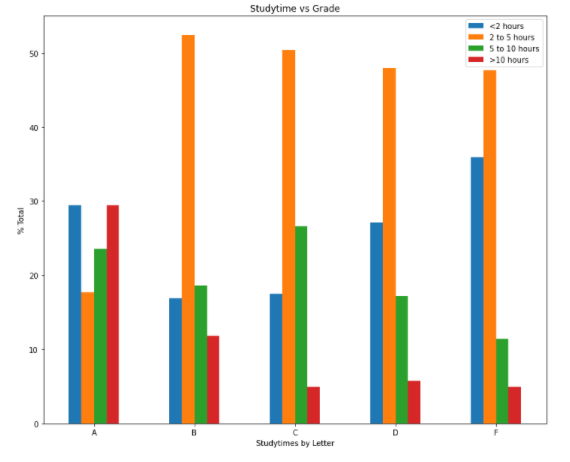 Studytime vs Grade
<2 hours
2 to 5 hours
5 to 10 hours
>10 hours
50
40
30
20
10
0
% Total
A B C D F
Studytimes by Letter